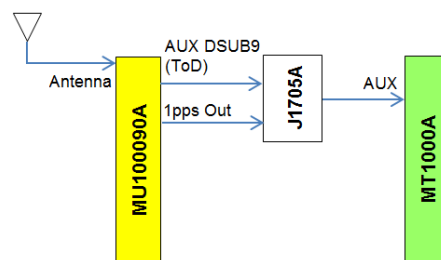 AUX DSUB9
(ToD)
Antenna
AUX
1pps Out
MU100090A
J1705A
MT1000A